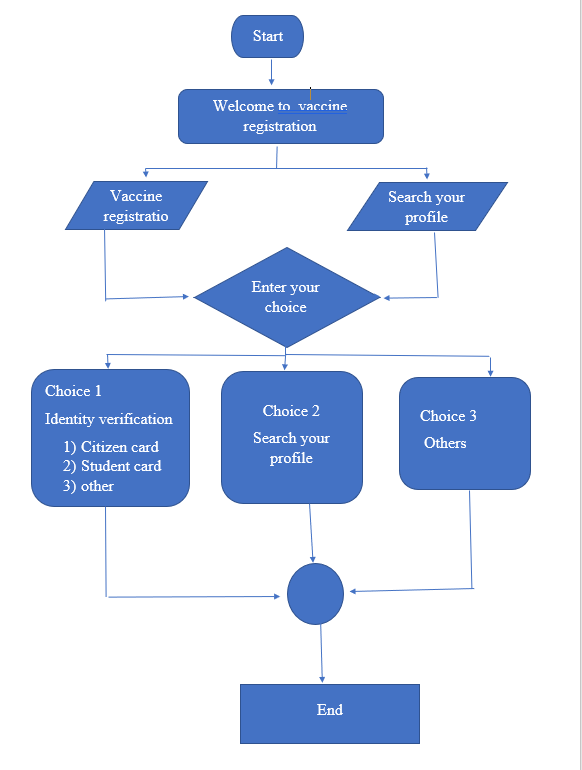 Start
Welcome to vaccine
registration
Vaccine
registratio
Search your
profile
Enter your
choice
Choice 1
Identity verification
1) Citizen card
2) Student card
3) other
Choice 2
Search your
profile
Choice 3
Others
End